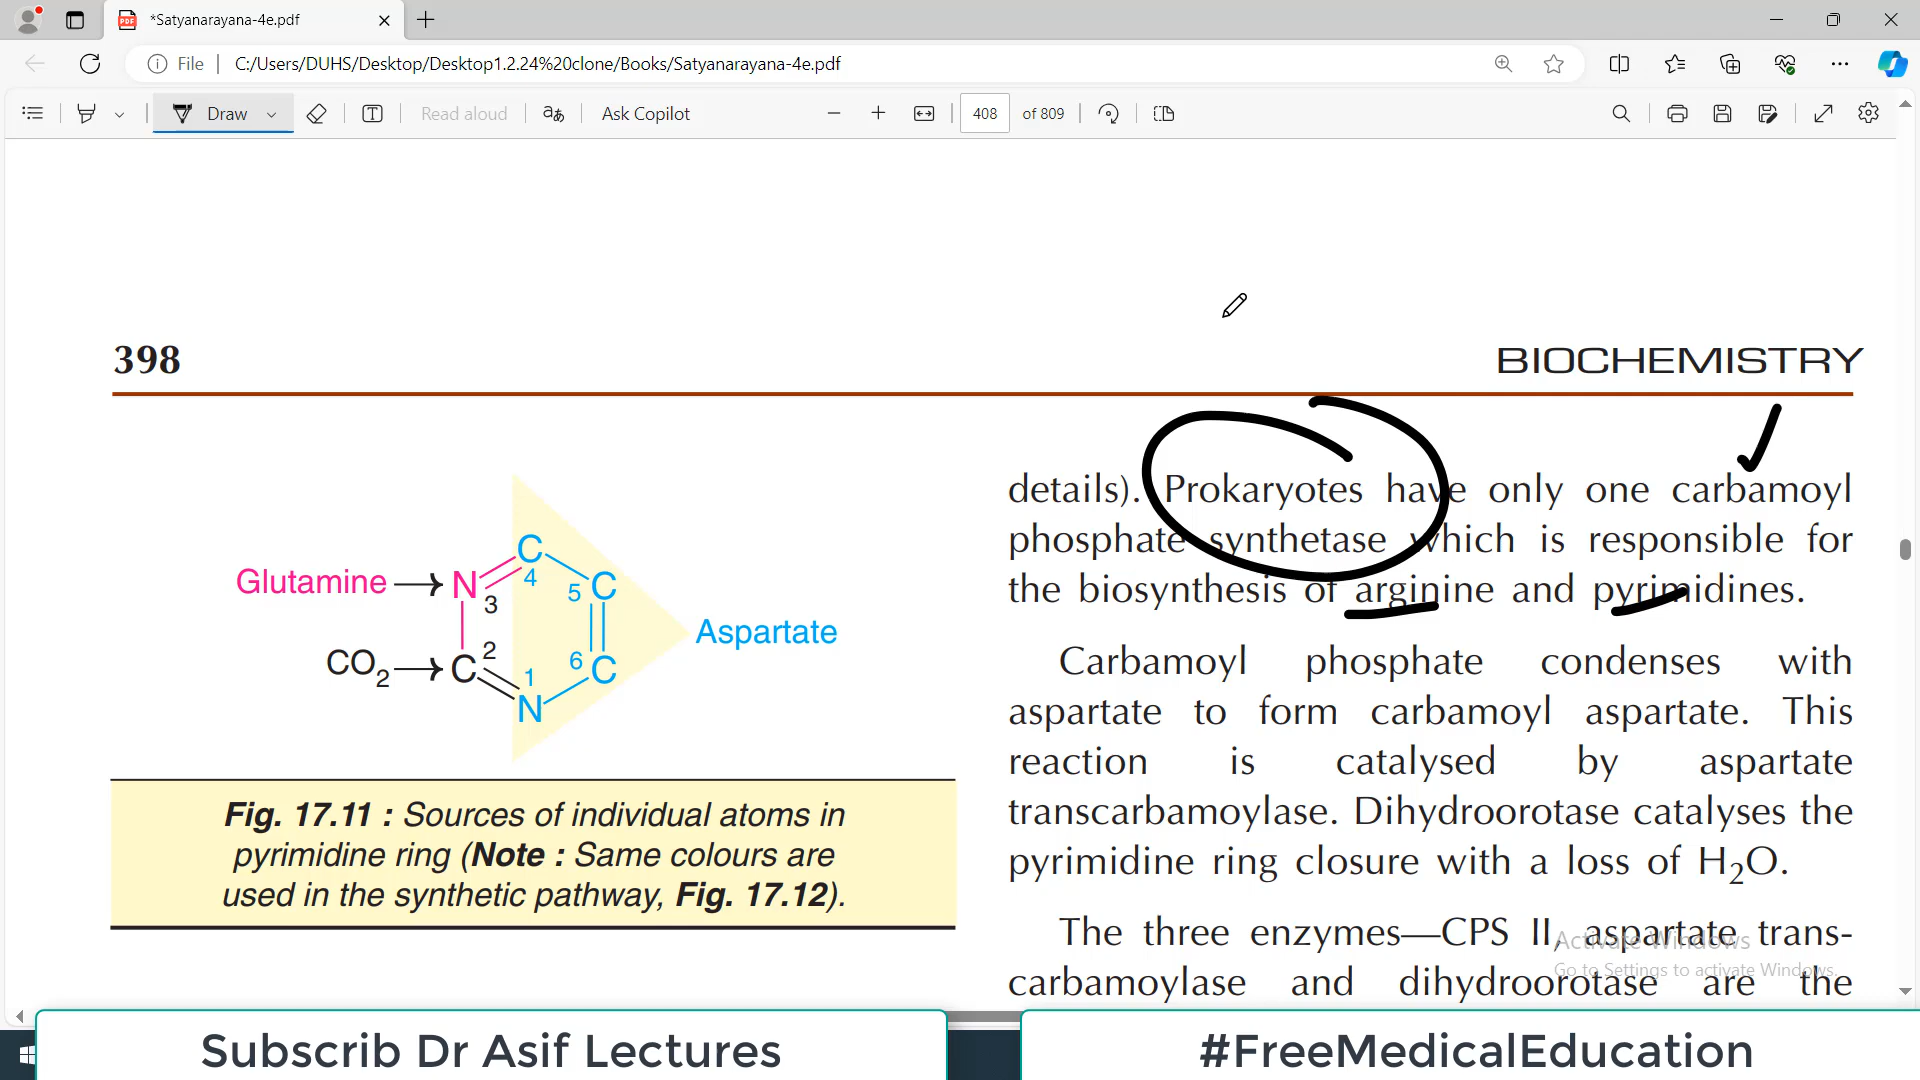 *Satyanarayana-4e.pdf
File
C:/Users/DUHS/Desktop/Desktop1.2.24%20clone/Books/Satyanarayana-4e.pdf
Draw
Read aloud
Ask Copilot
408
of 809
398
BIOCHEMISTRY
C
4
Glutamine
N
3
5
C
Aspartate
CO2
C
2
1
6
C
N
Fig. 17.11 : Sources of individual atoms in
pyrimidine ring (Note : Same colours are
used in the synthetic pathway, Fig. 17.12).
details). Prokaryotes have only one carbamoyl
phosphate synthetase which is responsible for
the biosynthesis of arginine and pyrimidines.
Carbamoyl phosphate condenses with
aspartate to form carbamoyl aspartate. This
reaction is catalysed by aspartate
transcarbamoylase. Dihydroorotase catalyses the
pyrimidine ring closure with a loss of H2O.
The three enzymes—CPS II, aspartate trans-
carbamoylase and dihydroorotase are the
Activate Windows
Go to Settings to activate Windows.
Subscrib Dr Asif Lectures
#FreeMedicalEducation